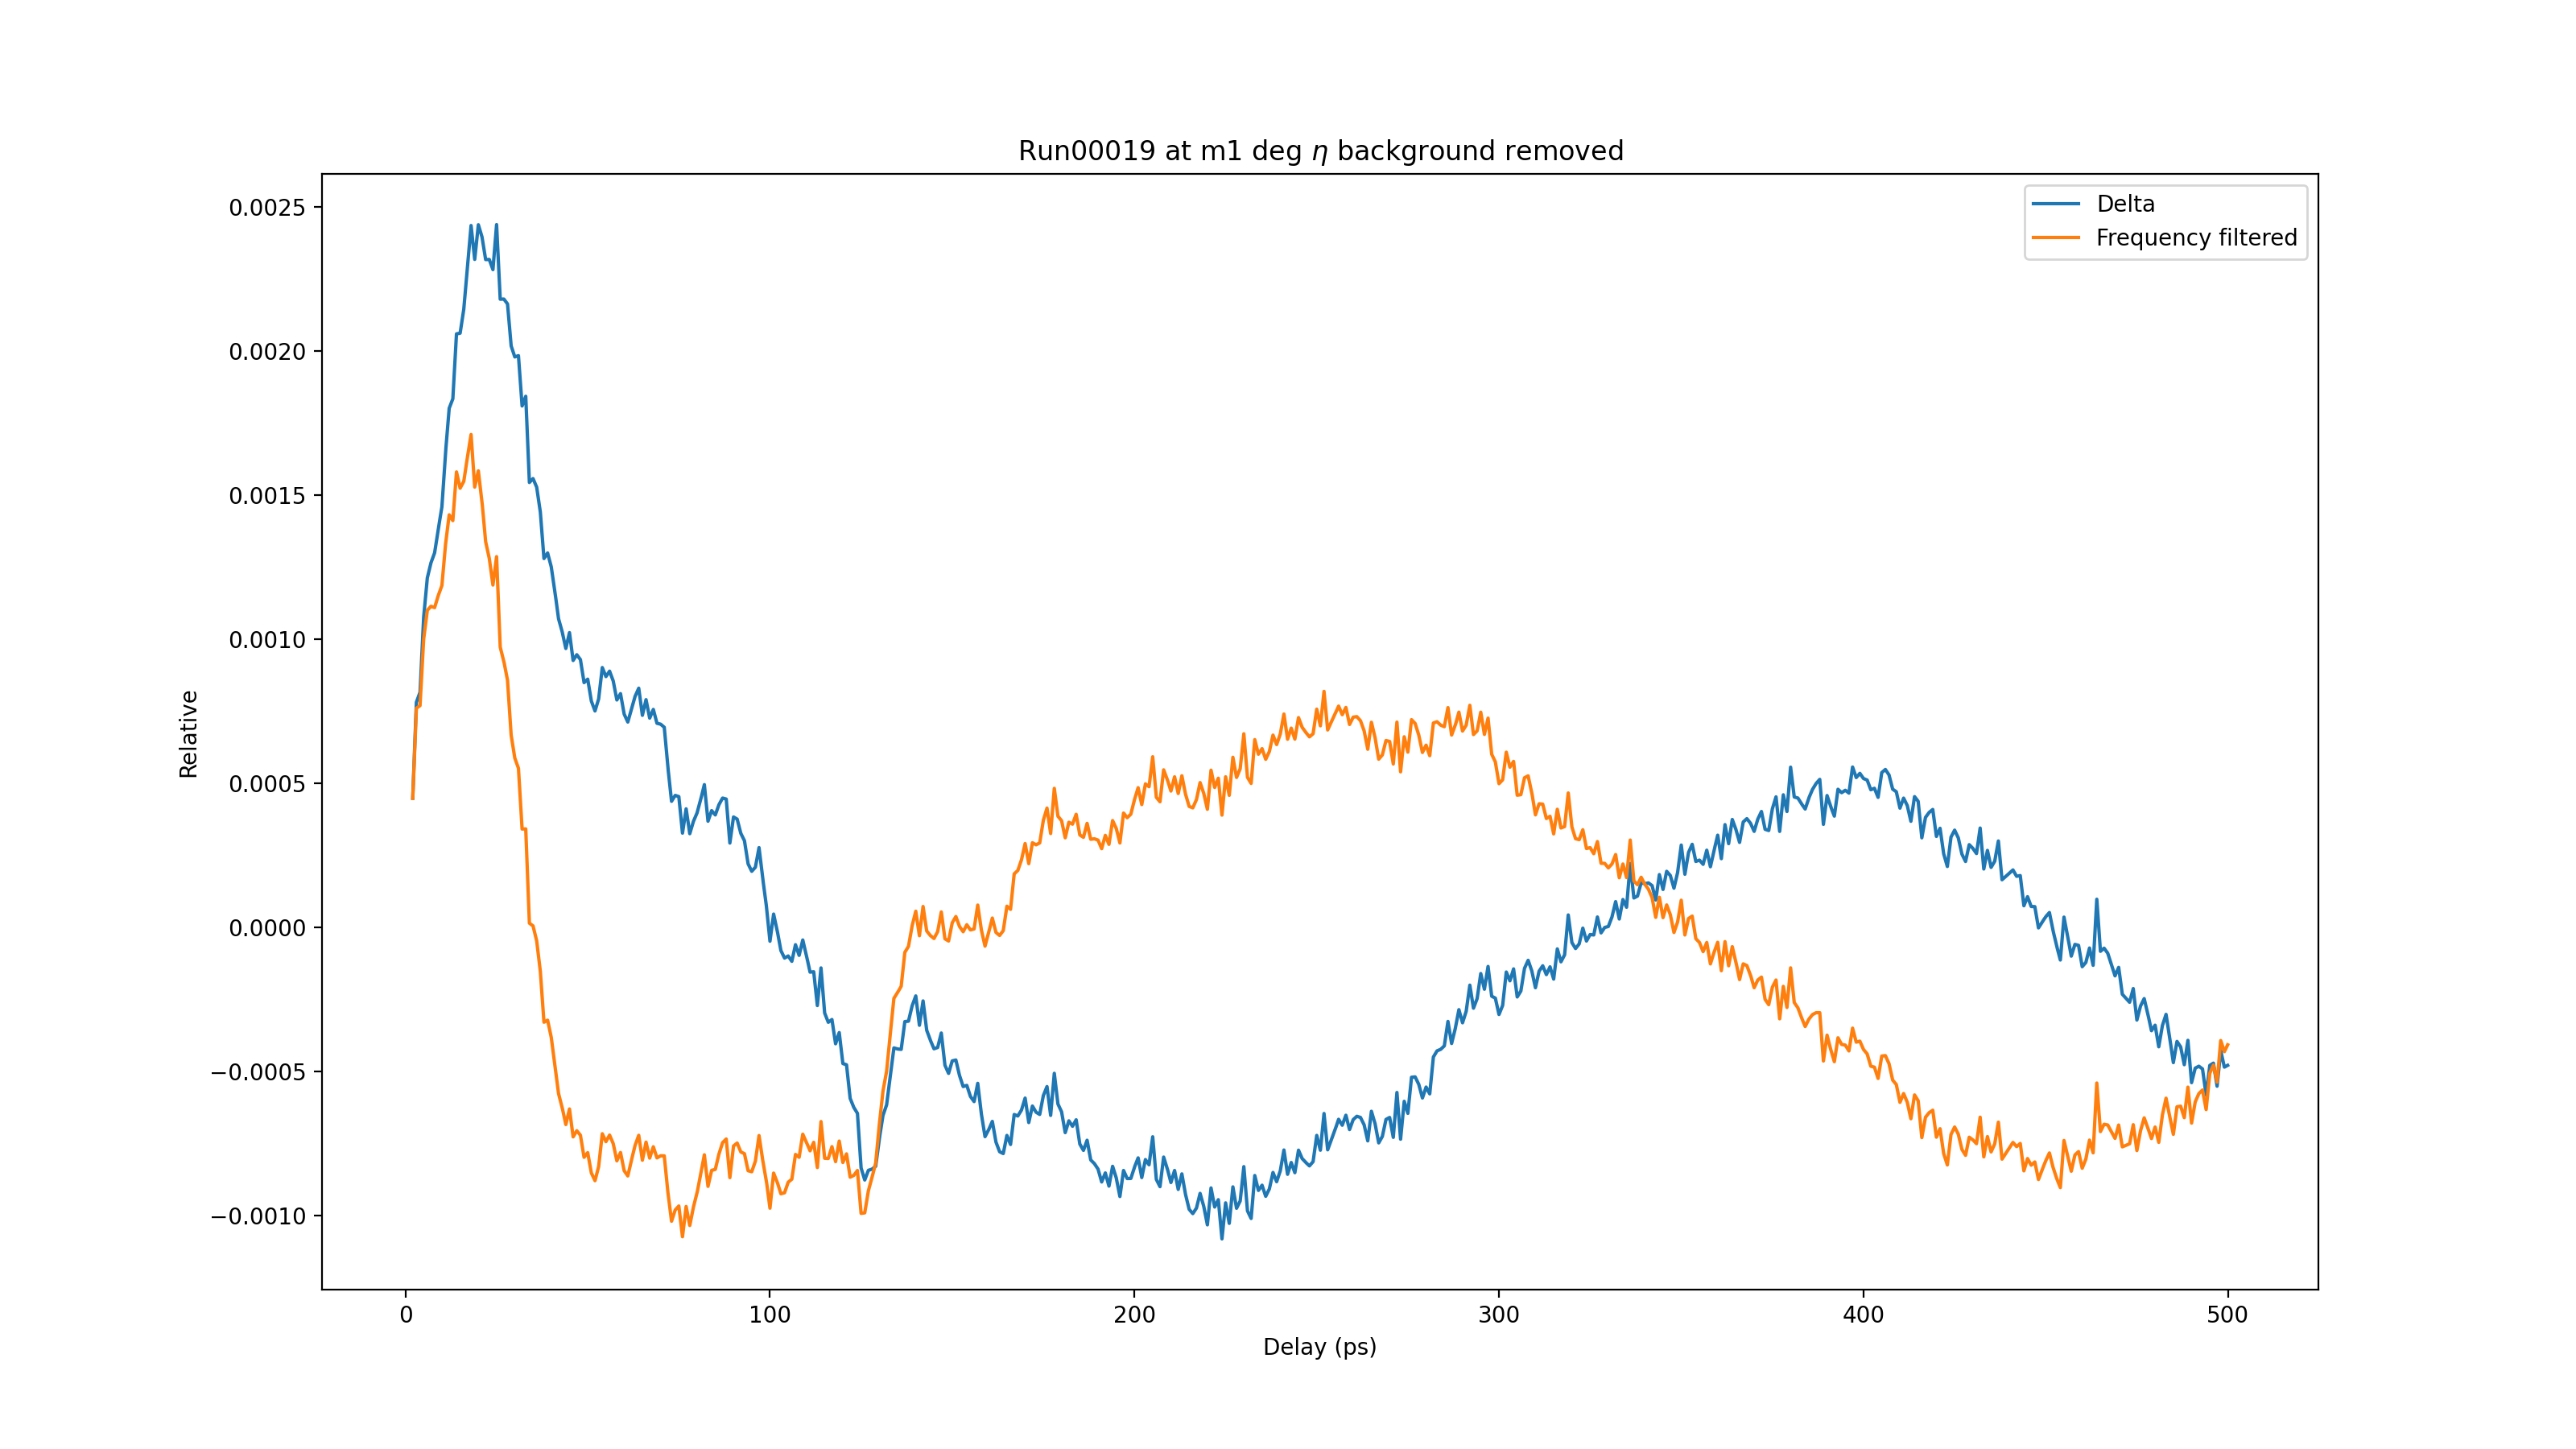 Run00019 at m1 deg η background removed
Delta
Frequency filtered
0.0025
0.0020
0.0015
0.0010
0.0005
0.0000
−0.0005
−0.0010
Relative
0
100
200
300
400
500
Delay (ps)